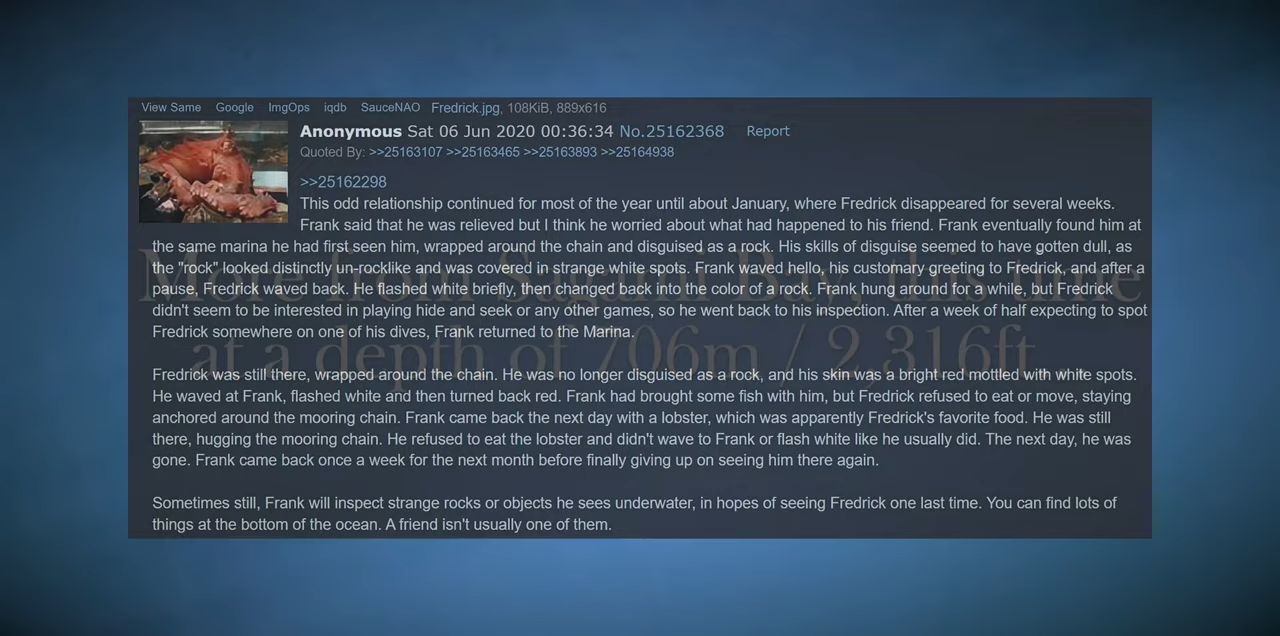 View Same Google ImgOps iqdb SauceNAO Fredrick.jpg, 108KiB, 889x616
Anonymous Sat 06 Jun 2020 00:36:34 No.25162368 Report
Quoted By: >>25163107 >>25163465 >>25163893 >>25164938
>>25162298
This odd relationship continued for most of the year until about January, where Fredrick disappeared for several weeks.
Frank said that he was relieved but I think he worried about what had happened to his friend. Frank eventually found him at
the same marina he had first seen him, wrapped around the chain and disguised as a rock. His skills of disguise seemed to have gotten dull, as
the "rock" looked distinctly un-rocklike and was covered in strange white spots. Frank waved hello, his customary greeting to Fredrick, and after a
pause, Fredrick waved back. He flashed white briefly, then changed back into the color of a rock. Frank hung around for a while, but Fredrick
didn't seem to be interested in playing hide and seek or any other games, so he went back to his inspection. After a week of half expecting to spot
Fredrick somewhere on one of his dives, Frank returned to the Marina.
Fredrick was still there, wrapped around the chain. He was no longer disguised as a rock, and his skin was a bright red mottled with white spots.
He waved at Frank, flashed white and then turned back red. Frank had brought some fish with him, but Fredrick refused to eat or move, staying
anchored around the mooring chain. Frank came back the next day with a lobster, which was apparently Fredrick's favorite food. He was still
there, hugging the mooring chain. He refused to eat the lobster and didn't wave to Frank or flash white like he usually did. The next day, he was
gone. Frank came back once a week for the next month before finally giving up on seeing him there again.
Sometimes still, Frank will inspect strange rocks or objects he sees underwater, in hopes of seeing Fredrick one last time. You can find lots of
things at the bottom of the ocean. A friend isn't usually one of them.
More from Sagami Bay, this time
at a depth of 706m / 2,316ft